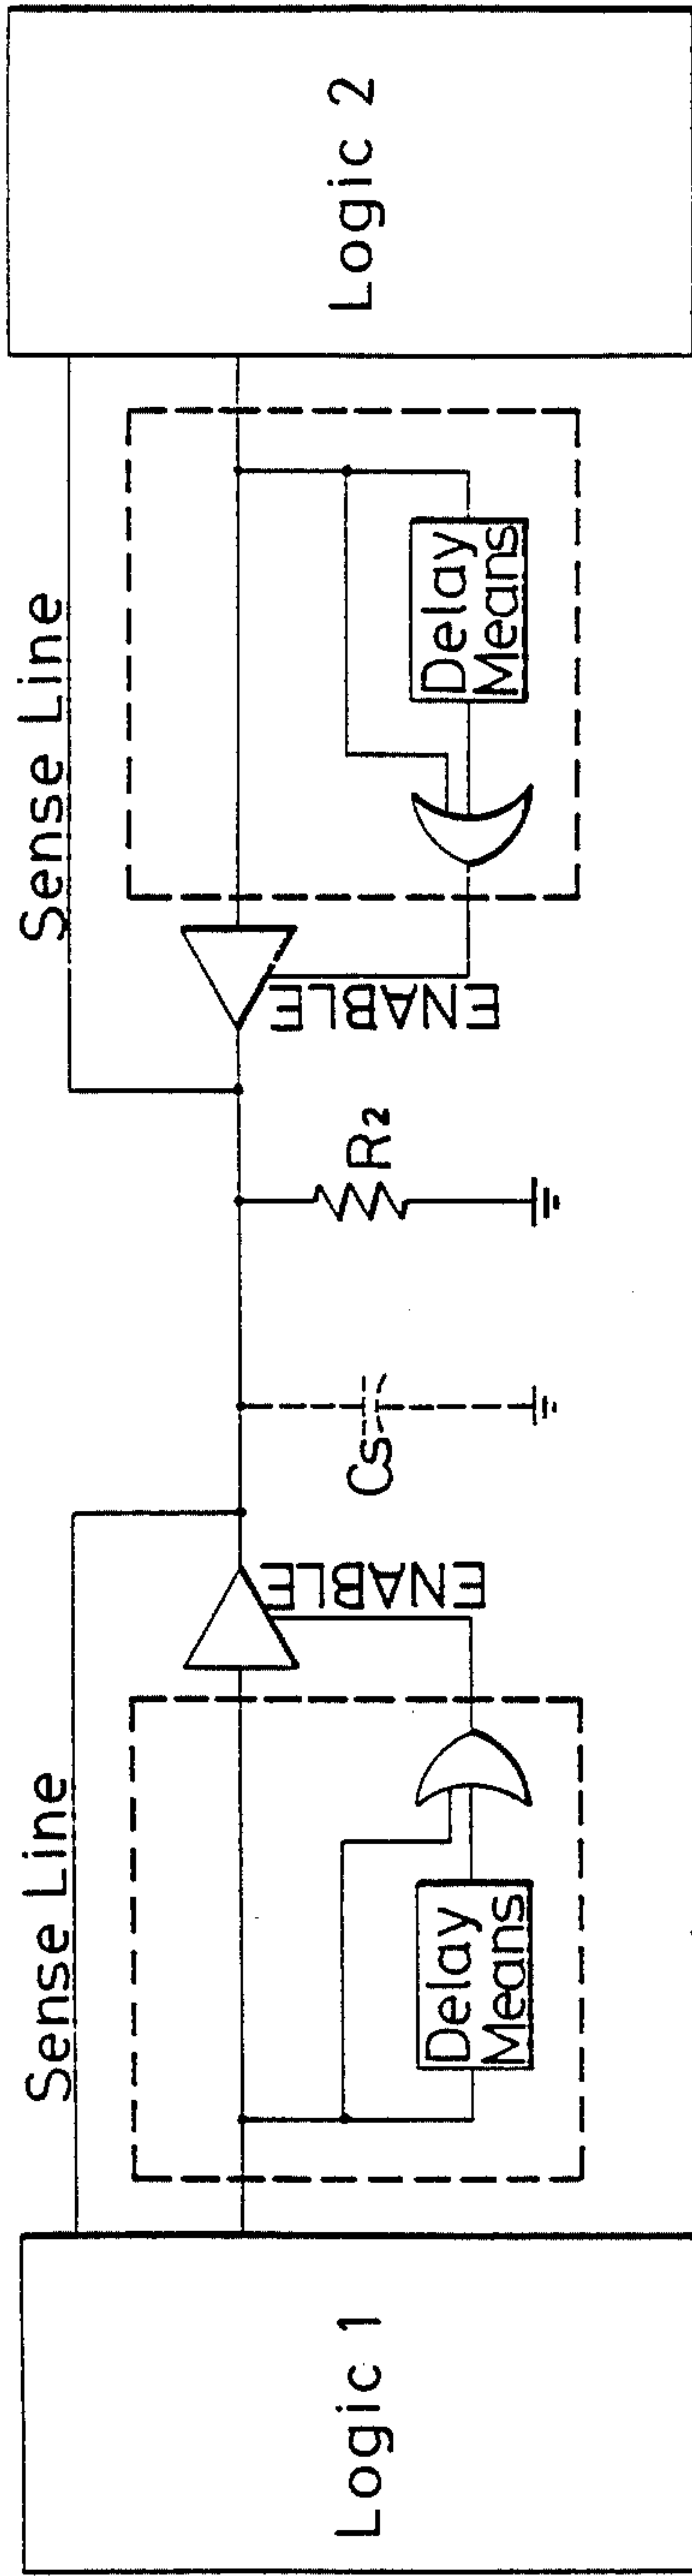 Logic 1
Sense Line
Delay
Means
ENABLE
Cs
R2
ENABLE
Sense Line
Delay
Means
Logic 2